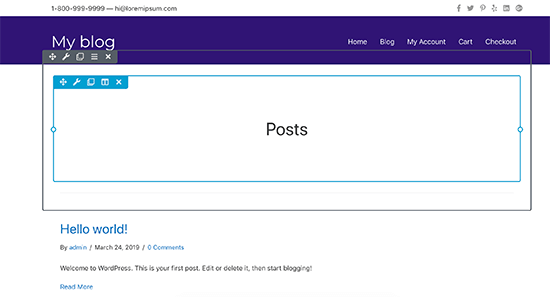 1-800-999-9999 — hi@loremipsum.com
My blog
Home Blog My Account Cart Checkout
Posts
Hello world!
By admin / March 24, 2019 / 0 Comments
Welcome to WordPress. This is your first post. Edit or delete it, then start blogging!
Read More